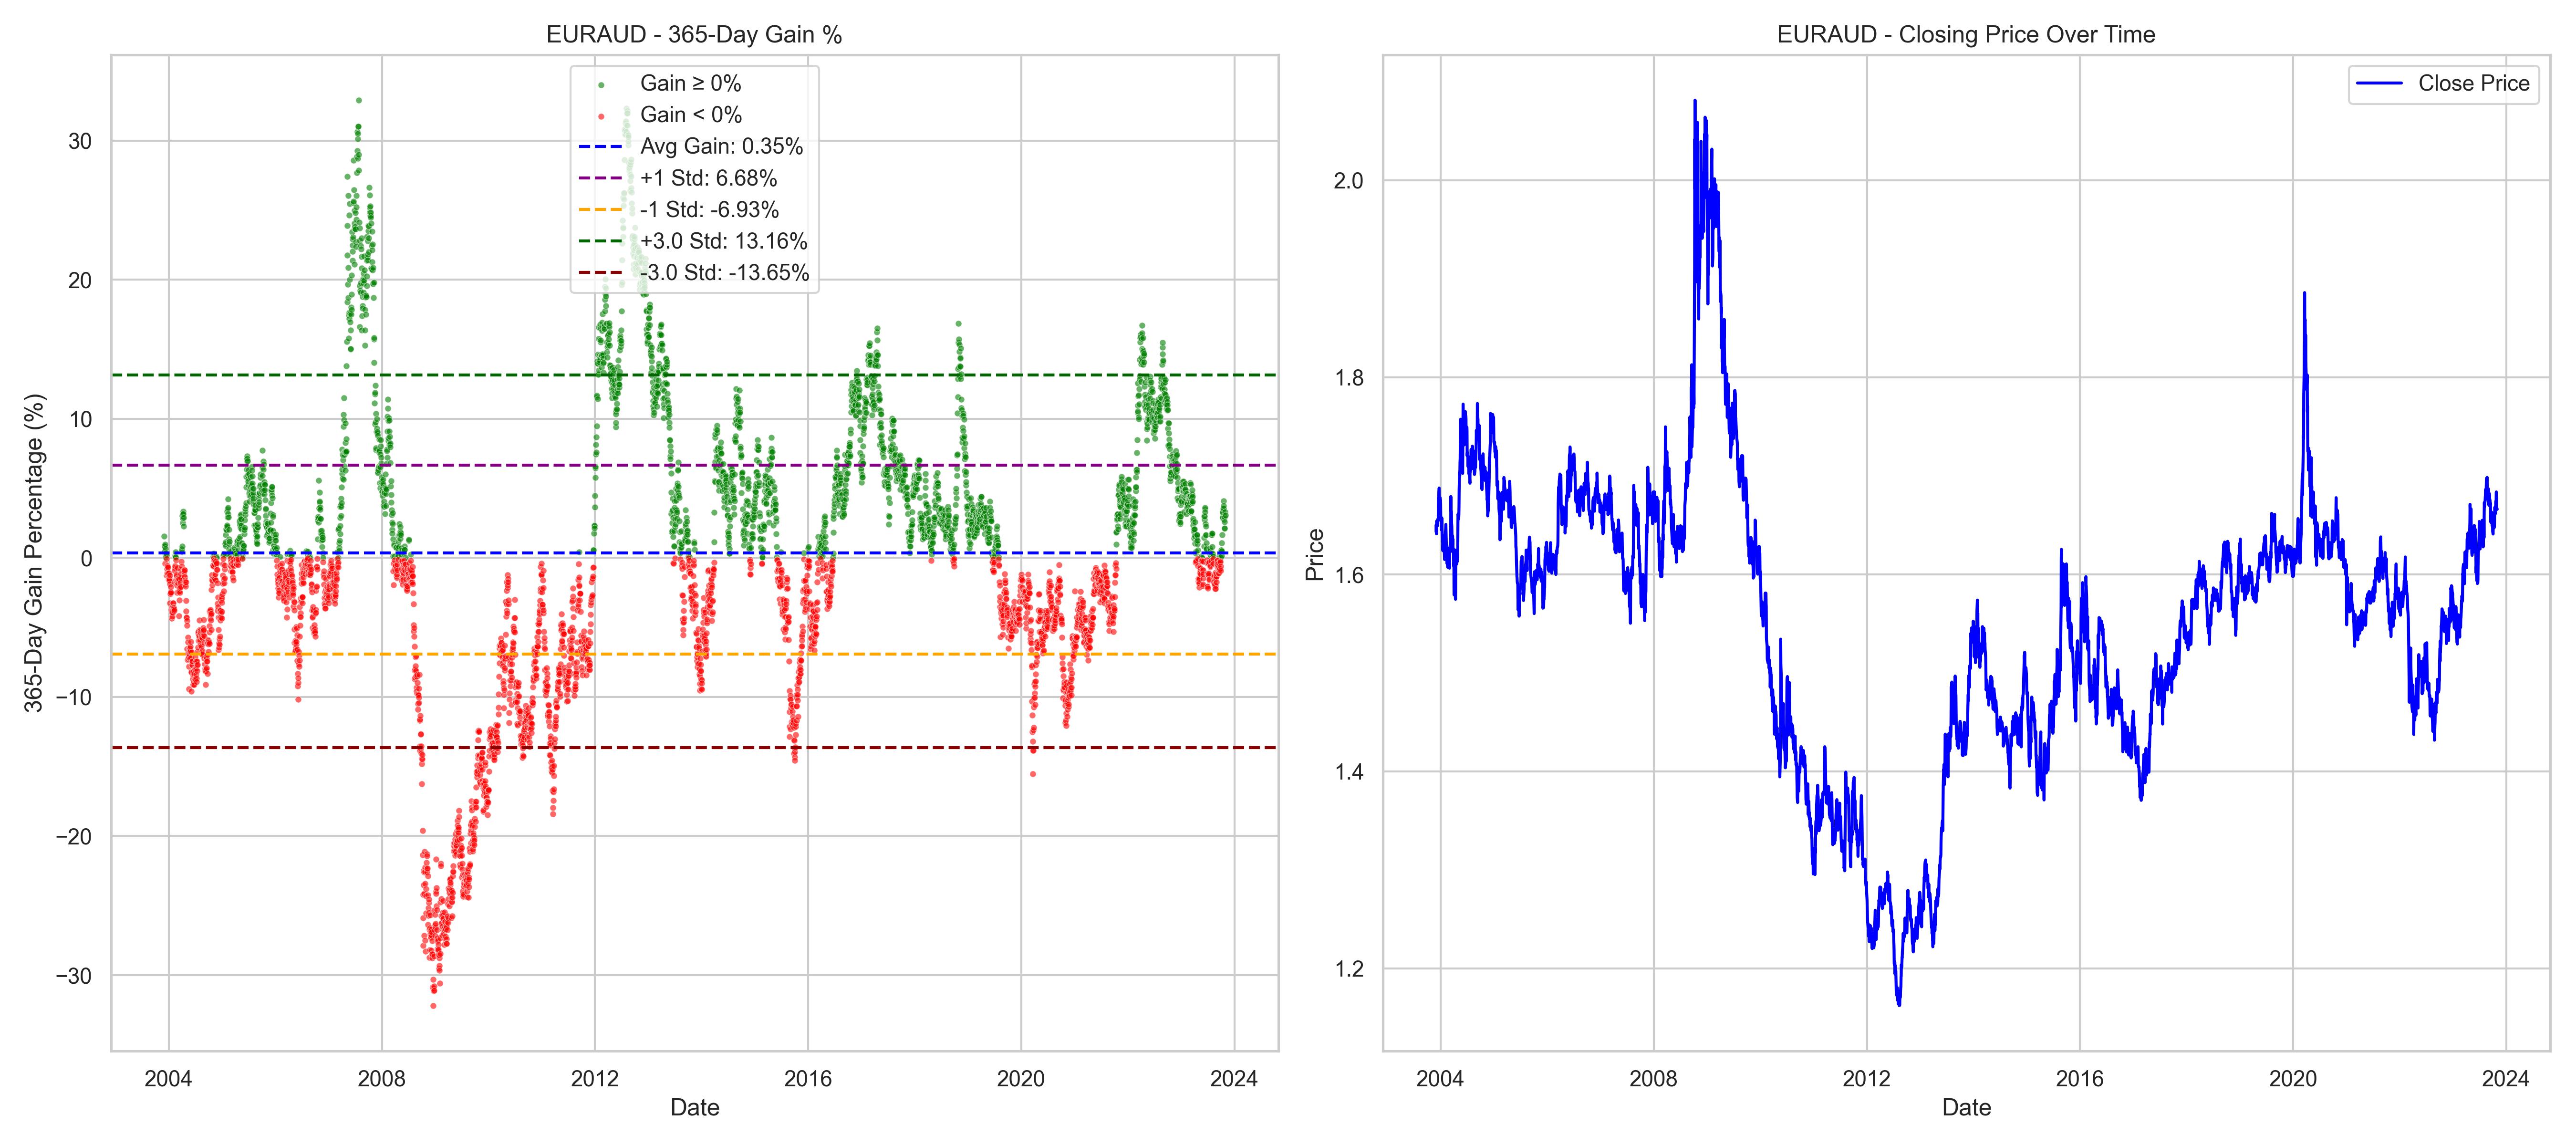 EURAUD - 365-Day Gain %
Gain ≥ 0%
Gain < 0%
Avg Gain: 0.35%
+1 Std: 6.68%
-1 Std: -6.93%
+3.0 Std: 13.16%
-3.0 Std: -13.65%
365-Day Gain Percentage (%)
30
20
10
0
−10
−20
−30
2004 2008 2012 2016 2020 2024
Date
EURAUD - Closing Price Over Time
Close Price
Price
2.0
1.8
1.6
1.4
1.2
2004 2008 2012 2016 2020 2024
Date